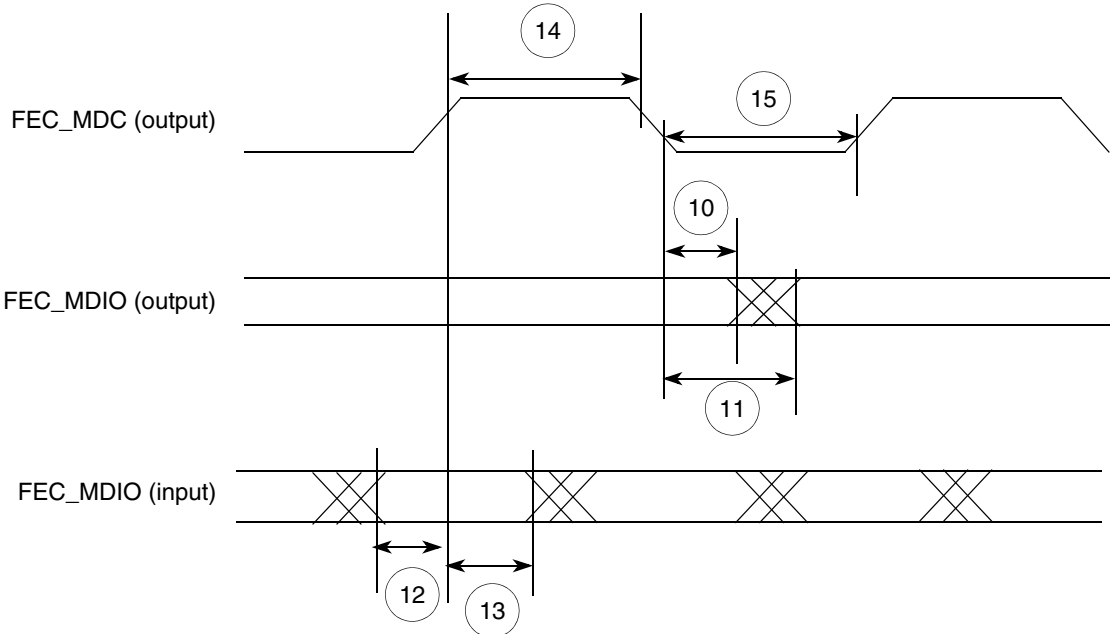 14
15
FEC_MDC (output)
10
FEC_MDIO (output)
11
FEC_MDIO (input)
12
13